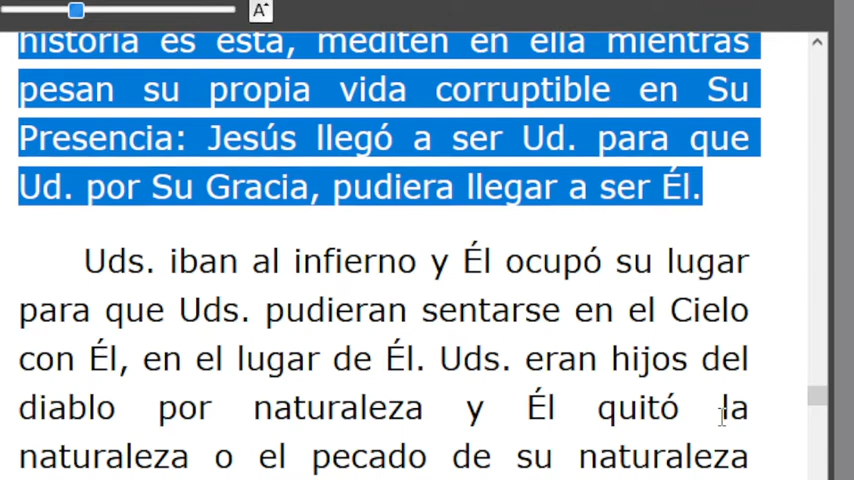 A
historia es esta, mediten en ella mientras
pesan su propia vida corruptible en Su
Presencia: Jesús llegó a ser Ud. para que
Ud. por Su Gracia, pudiera llegar a ser Él.
Uds. iban al infierno y Él ocupó su lugar
para que Uds. pudieran sentarse en el Cielo
con Él, en el lugar de Él. Uds. eran hijos del
diablo por naturaleza y Él quitó la
naturaleza o el pecado de su naturaleza